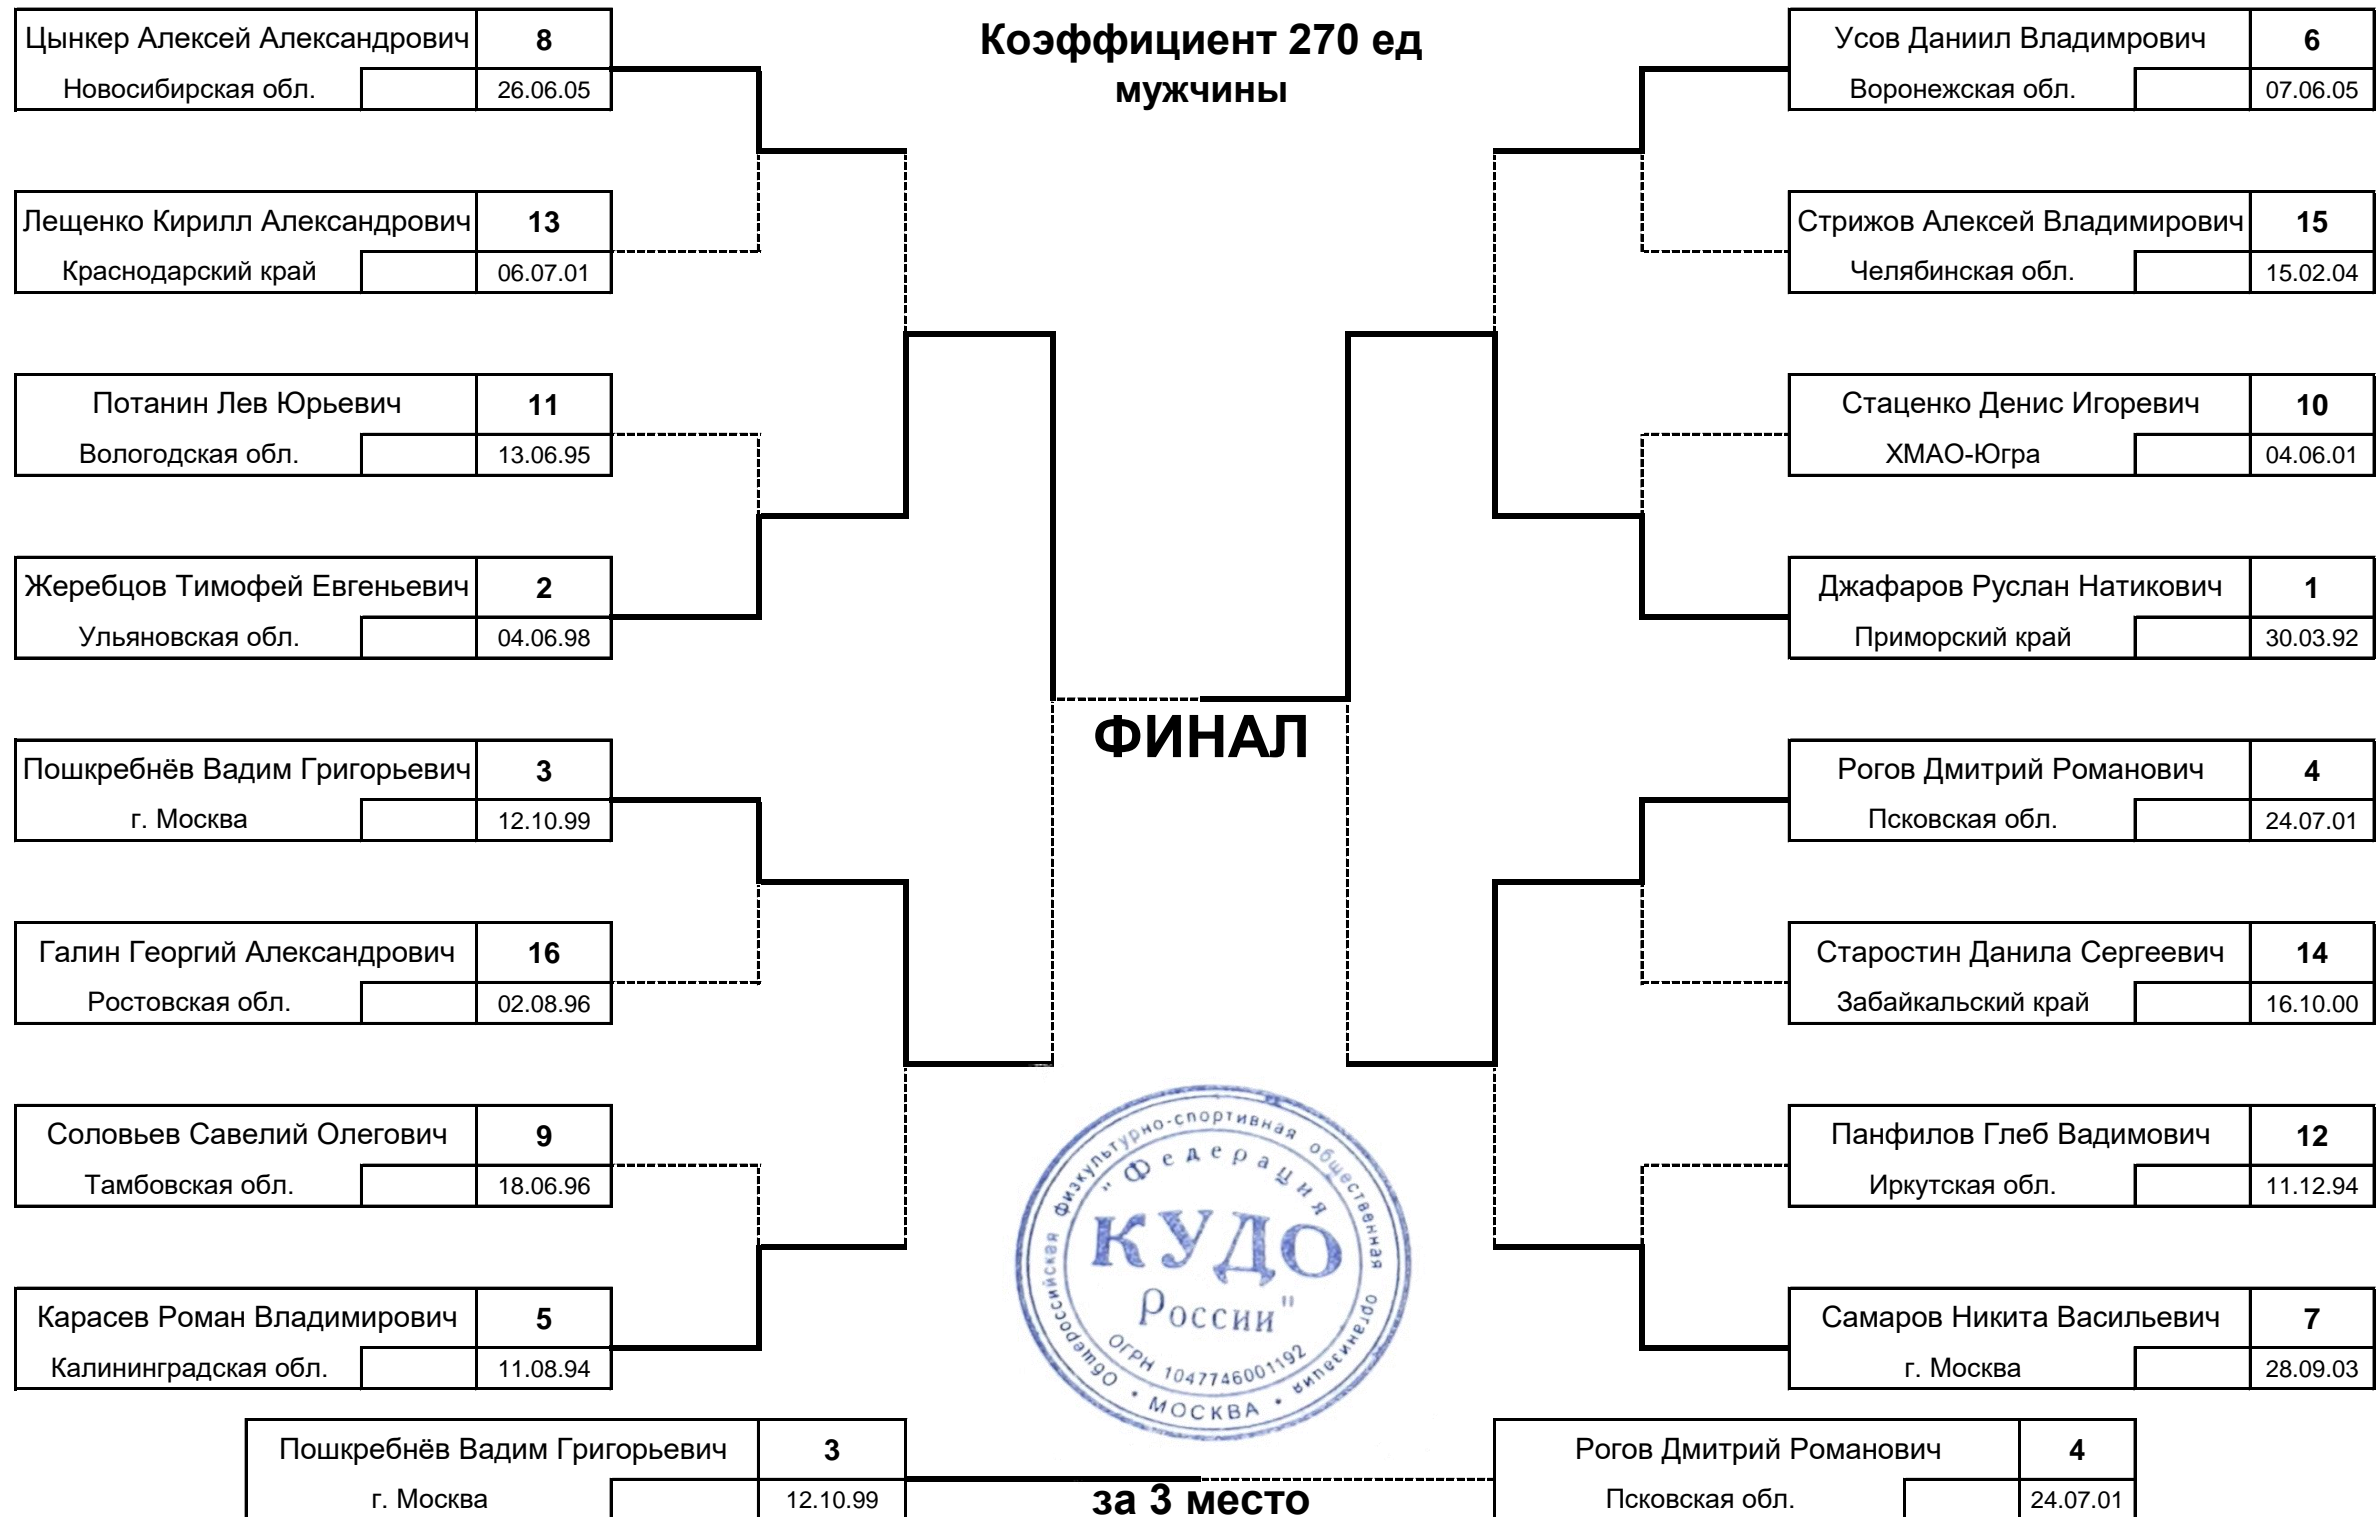 Коэффициент 270 ед
мужчины
Цынкер Алексей Александрович 8
Новосибирская обл. 26.06.05
Лещенко Кирилл Александрович 13
Краснодарский край 06.07.01
Потанин Лев Юрьевич 11
Вологодская обл. 13.06.95
Жеребцов Тимофей Евгеньевич 2
Ульяновская обл. 04.06.98
Пошкребнёв Вадим Григорьевич 3
г. Москва 12.10.99
Галин Георгий Александрович 16
Ростовская обл. 02.08.96
Соловьев Савелий Олегович 9
Тамбовская обл. 18.06.96
Карасев Роман Владимирович 5
Калининградская обл. 11.08.94
Усов Даниил Владимрович 6
Воронежская обл. 07.06.05
Стрижов Алексей Владимирович 15
Челябинская обл. 15.02.04
Стаценко Денис Игоревич 10
ХМАО-Югра 04.06.01
Джафаров Руслан Натикович 1
Приморский край 30.03.92
Рогов Дмитрий Романович 4
Псковская обл. 24.07.01
Старостин Данила Сергеевич 14
Забайкальский край 16.10.00
Панфилов Глеб Вадимович 12
Иркутская обл. 11.12.94
Самаров Никита Васильевич 7
г. Москва 28.09.03
ФИНАЛ
Общероссийская физкультурно-спортивная общественная организация
"Федерация
КУДО
России"
ОГРН 1047746001192
• МОСКВА •
Пошкребнёв Вадим Григорьевич 3
г. Москва 12.10.99
за 3 место
Рогов Дмитрий Романович 4
Псковская обл. 24.07.01